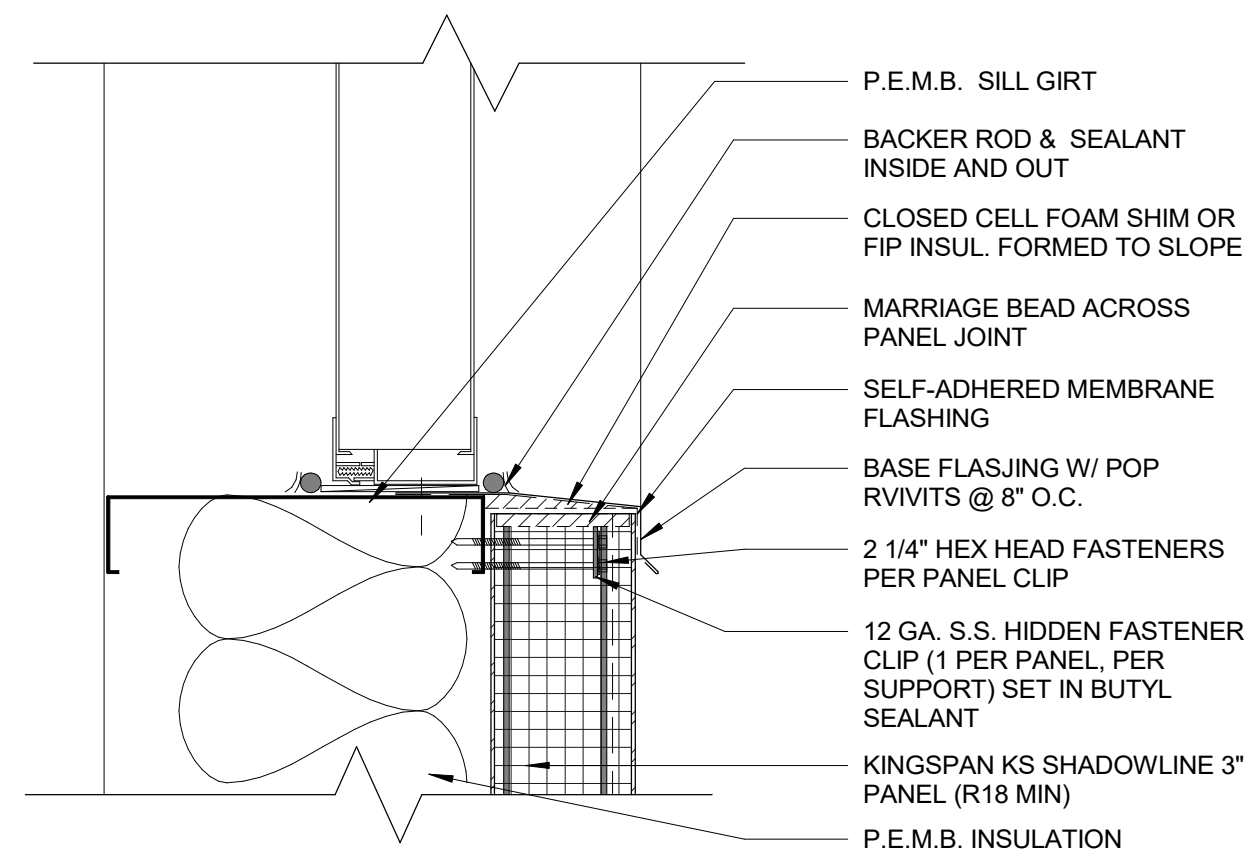 P.E.M.B. SILL GIRT
BACKER ROD & SEALANT
INSIDE AND OUT
CLOSED CELL FOAM SHIM OR
FIP INSUL. FORMED TO SLOPE
MARRIAGE BEAD ACROSS
PANEL JOINT
SELF-ADHERED MEMBRANE
FLASHING
BASE FLASJING W/ POP
RVIVITS @ 8" O.C.
2 1/4" HEX HEAD FASTENERS
PER PANEL CLIP
12 GA. S.S. HIDDEN FASTENER
CLIP (1 PER PANEL, PER
SUPPORT) SET IN BUTYL
SEALANT
KINGSPAN KS SHADOWLINE 3"
PANEL (R18 MIN)
P.E.M.B. INSULATION